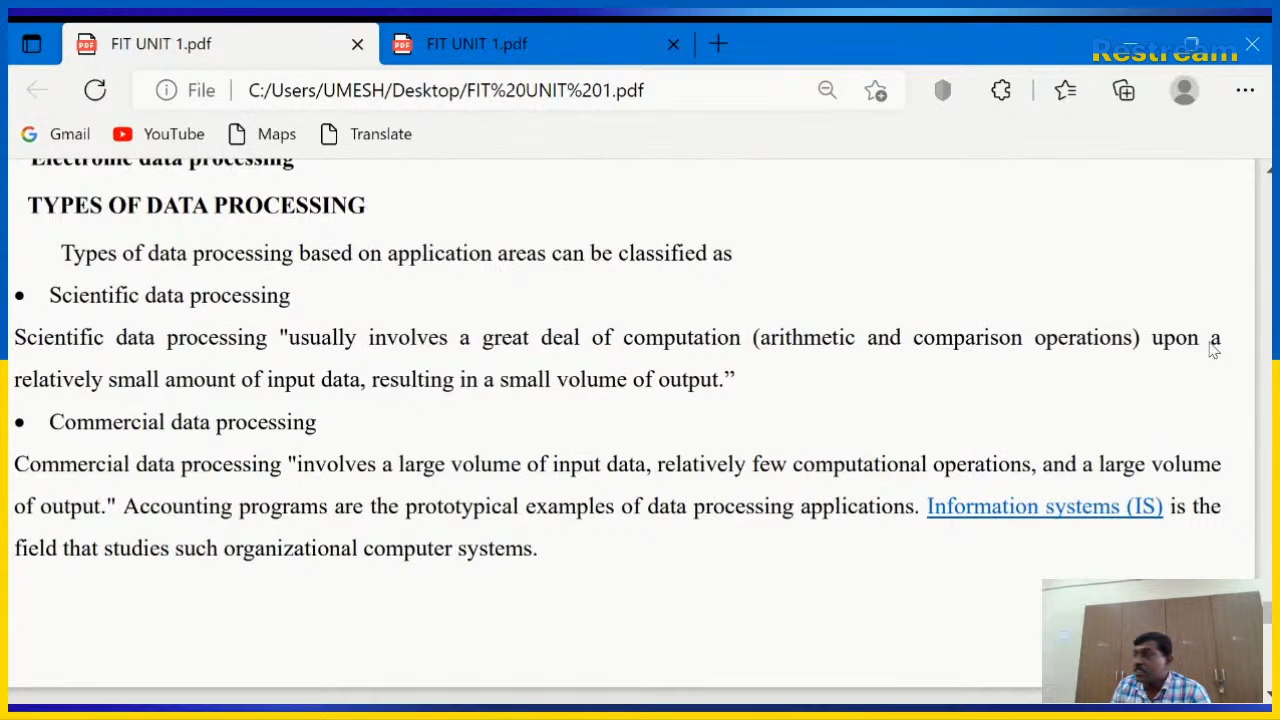 FIT UNIT 1.pdf
FIT UNIT 1.pdf
Restream
File
C:/Users/UMESH/Desktop/FIT%20UNIT%201.pdf
Gmail
YouTube
Maps
Translate
Electronic data processing
TYPES OF DATA PROCESSING
Types of data processing based on application areas can be classified as
• Scientific data processing
Scientific data processing "usually involves a great deal of computation (arithmetic and comparison operations) upon a
relatively small amount of input data, resulting in a small volume of output.”
• Commercial data processing
Commercial data processing "involves a large volume of input data, relatively few computational operations, and a large volume
of output." Accounting programs are the prototypical examples of data processing applications. Information systems (IS) is the
field that studies such organizational computer systems.